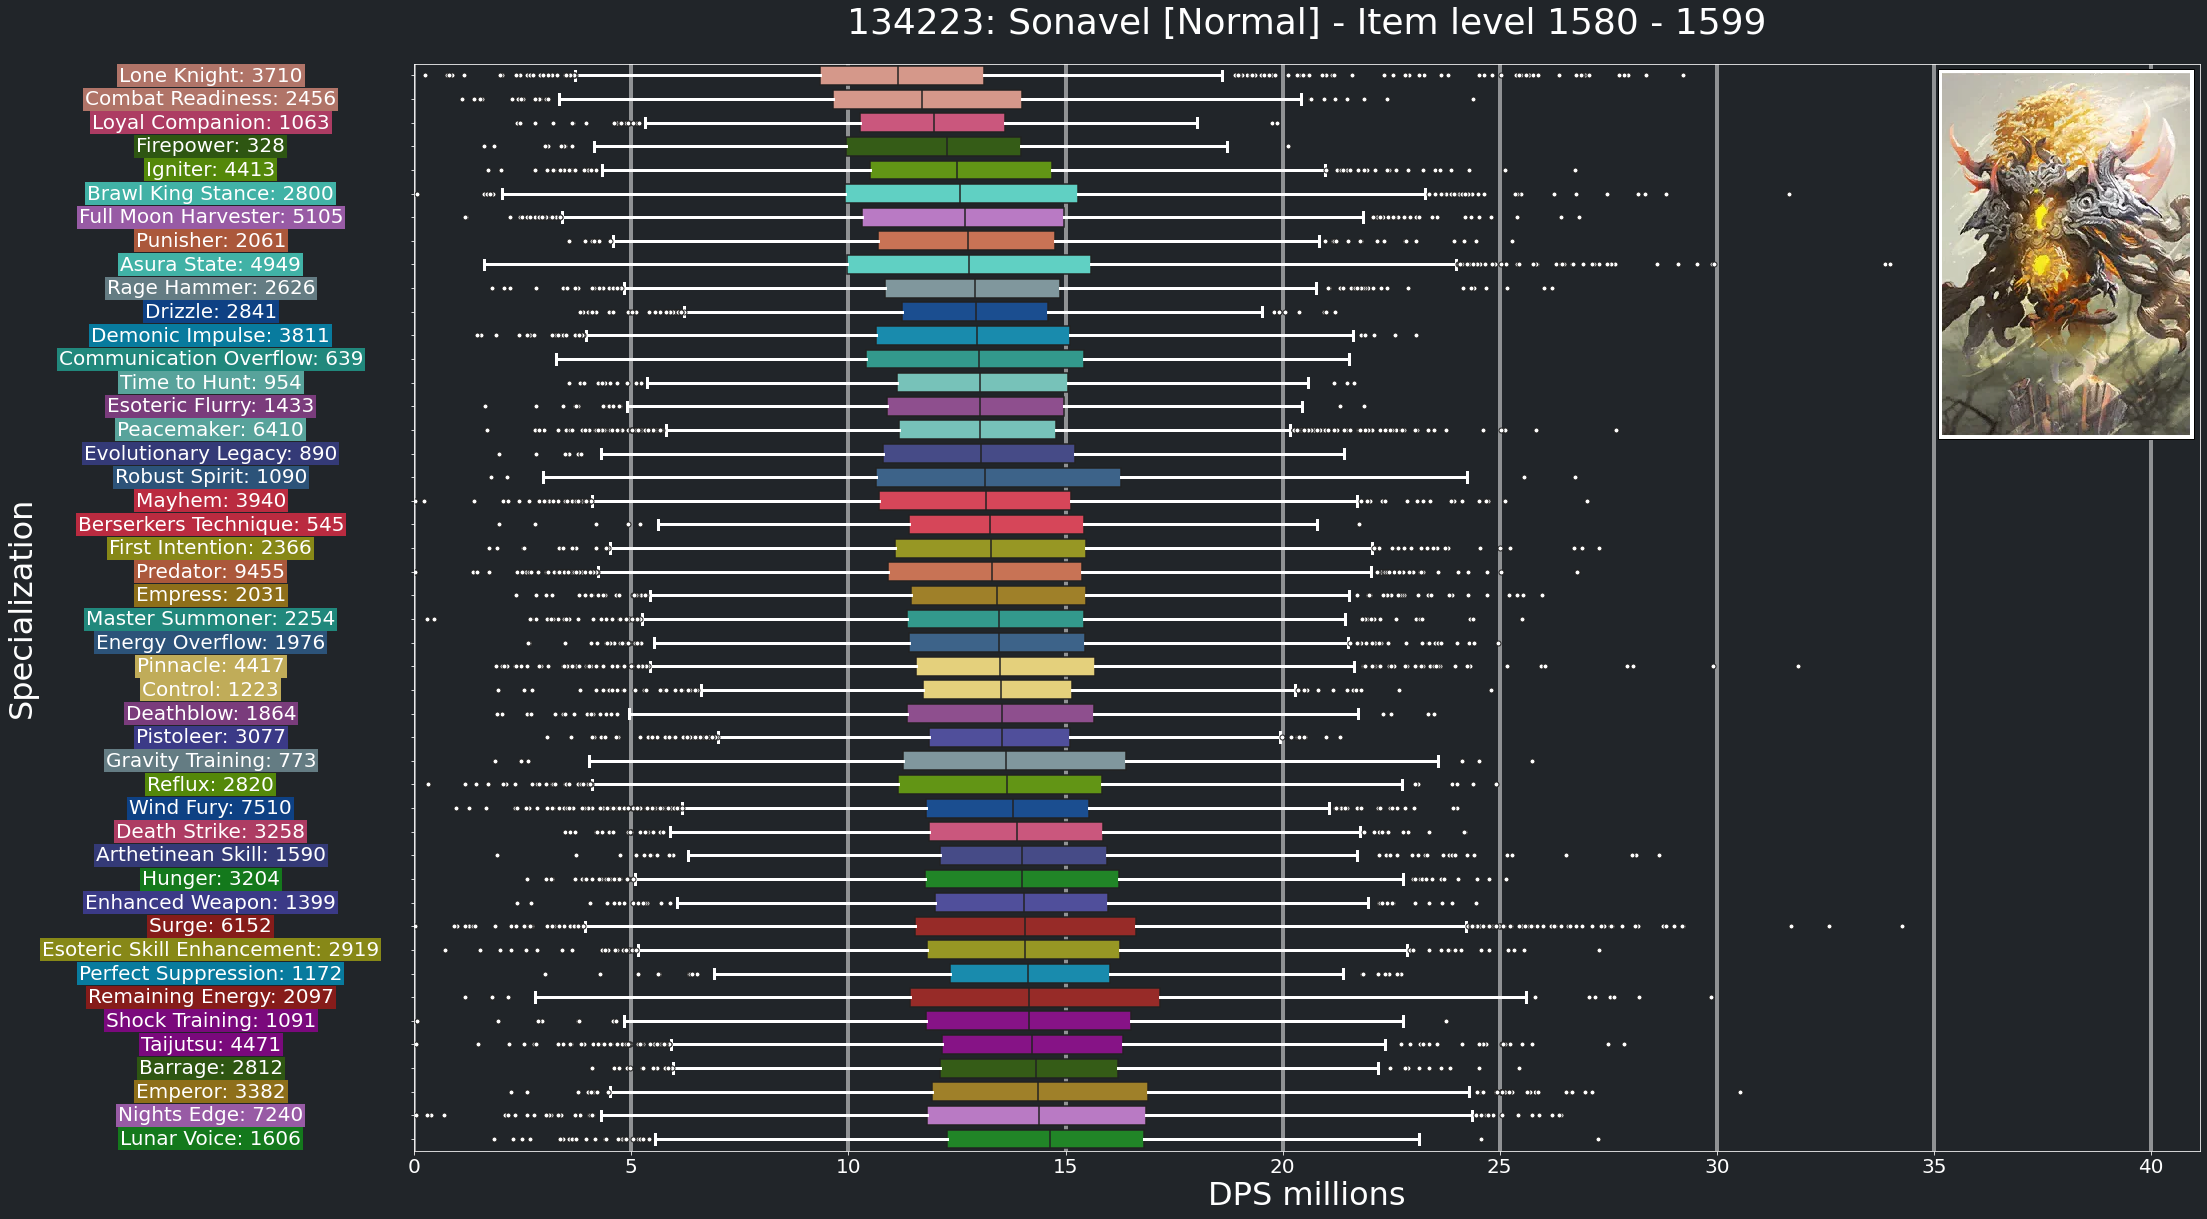 134223: Sonavel [Normal] - Item level 1580 - 1599
Specialization
Lone Knight: 3710
Combat Readiness: 2456
Loyal Companion: 1063
Firepower: 328
Igniter: 4413
Brawl King Stance: 2800
Full Moon Harvester: 5105
Punisher: 2061
Asura State: 4949
Rage Hammer: 2626
Drizzle: 2841
Demonic Impulse: 3811
Communication Overflow: 639
Time to Hunt: 954
Esoteric Flurry: 1433
Peacemaker: 6410
Evolutionary Legacy: 890
Robust Spirit: 1090
Mayhem: 3940
Berserkers Technique: 545
First Intention: 2366
Predator: 9455
Empress: 2031
Master Summoner: 2254
Energy Overflow: 1976
Pinnacle: 4417
Control: 1223
Deathblow: 1864
Pistoleer: 3077
Gravity Training: 773
Reflux: 2820
Wind Fury: 7510
Death Strike: 3258
Arthetinean Skill: 1590
Hunger: 3204
Enhanced Weapon: 1399
Surge: 6152
Esoteric Skill Enhancement: 2919
Perfect Suppression: 1172
Remaining Energy: 2097
Shock Training: 1091
Taijutsu: 4471
Barrage: 2812
Emperor: 3382
Nights Edge: 7240
Lunar Voice: 1606
0 5 10 15 20 25 30 35 40
DPS millions